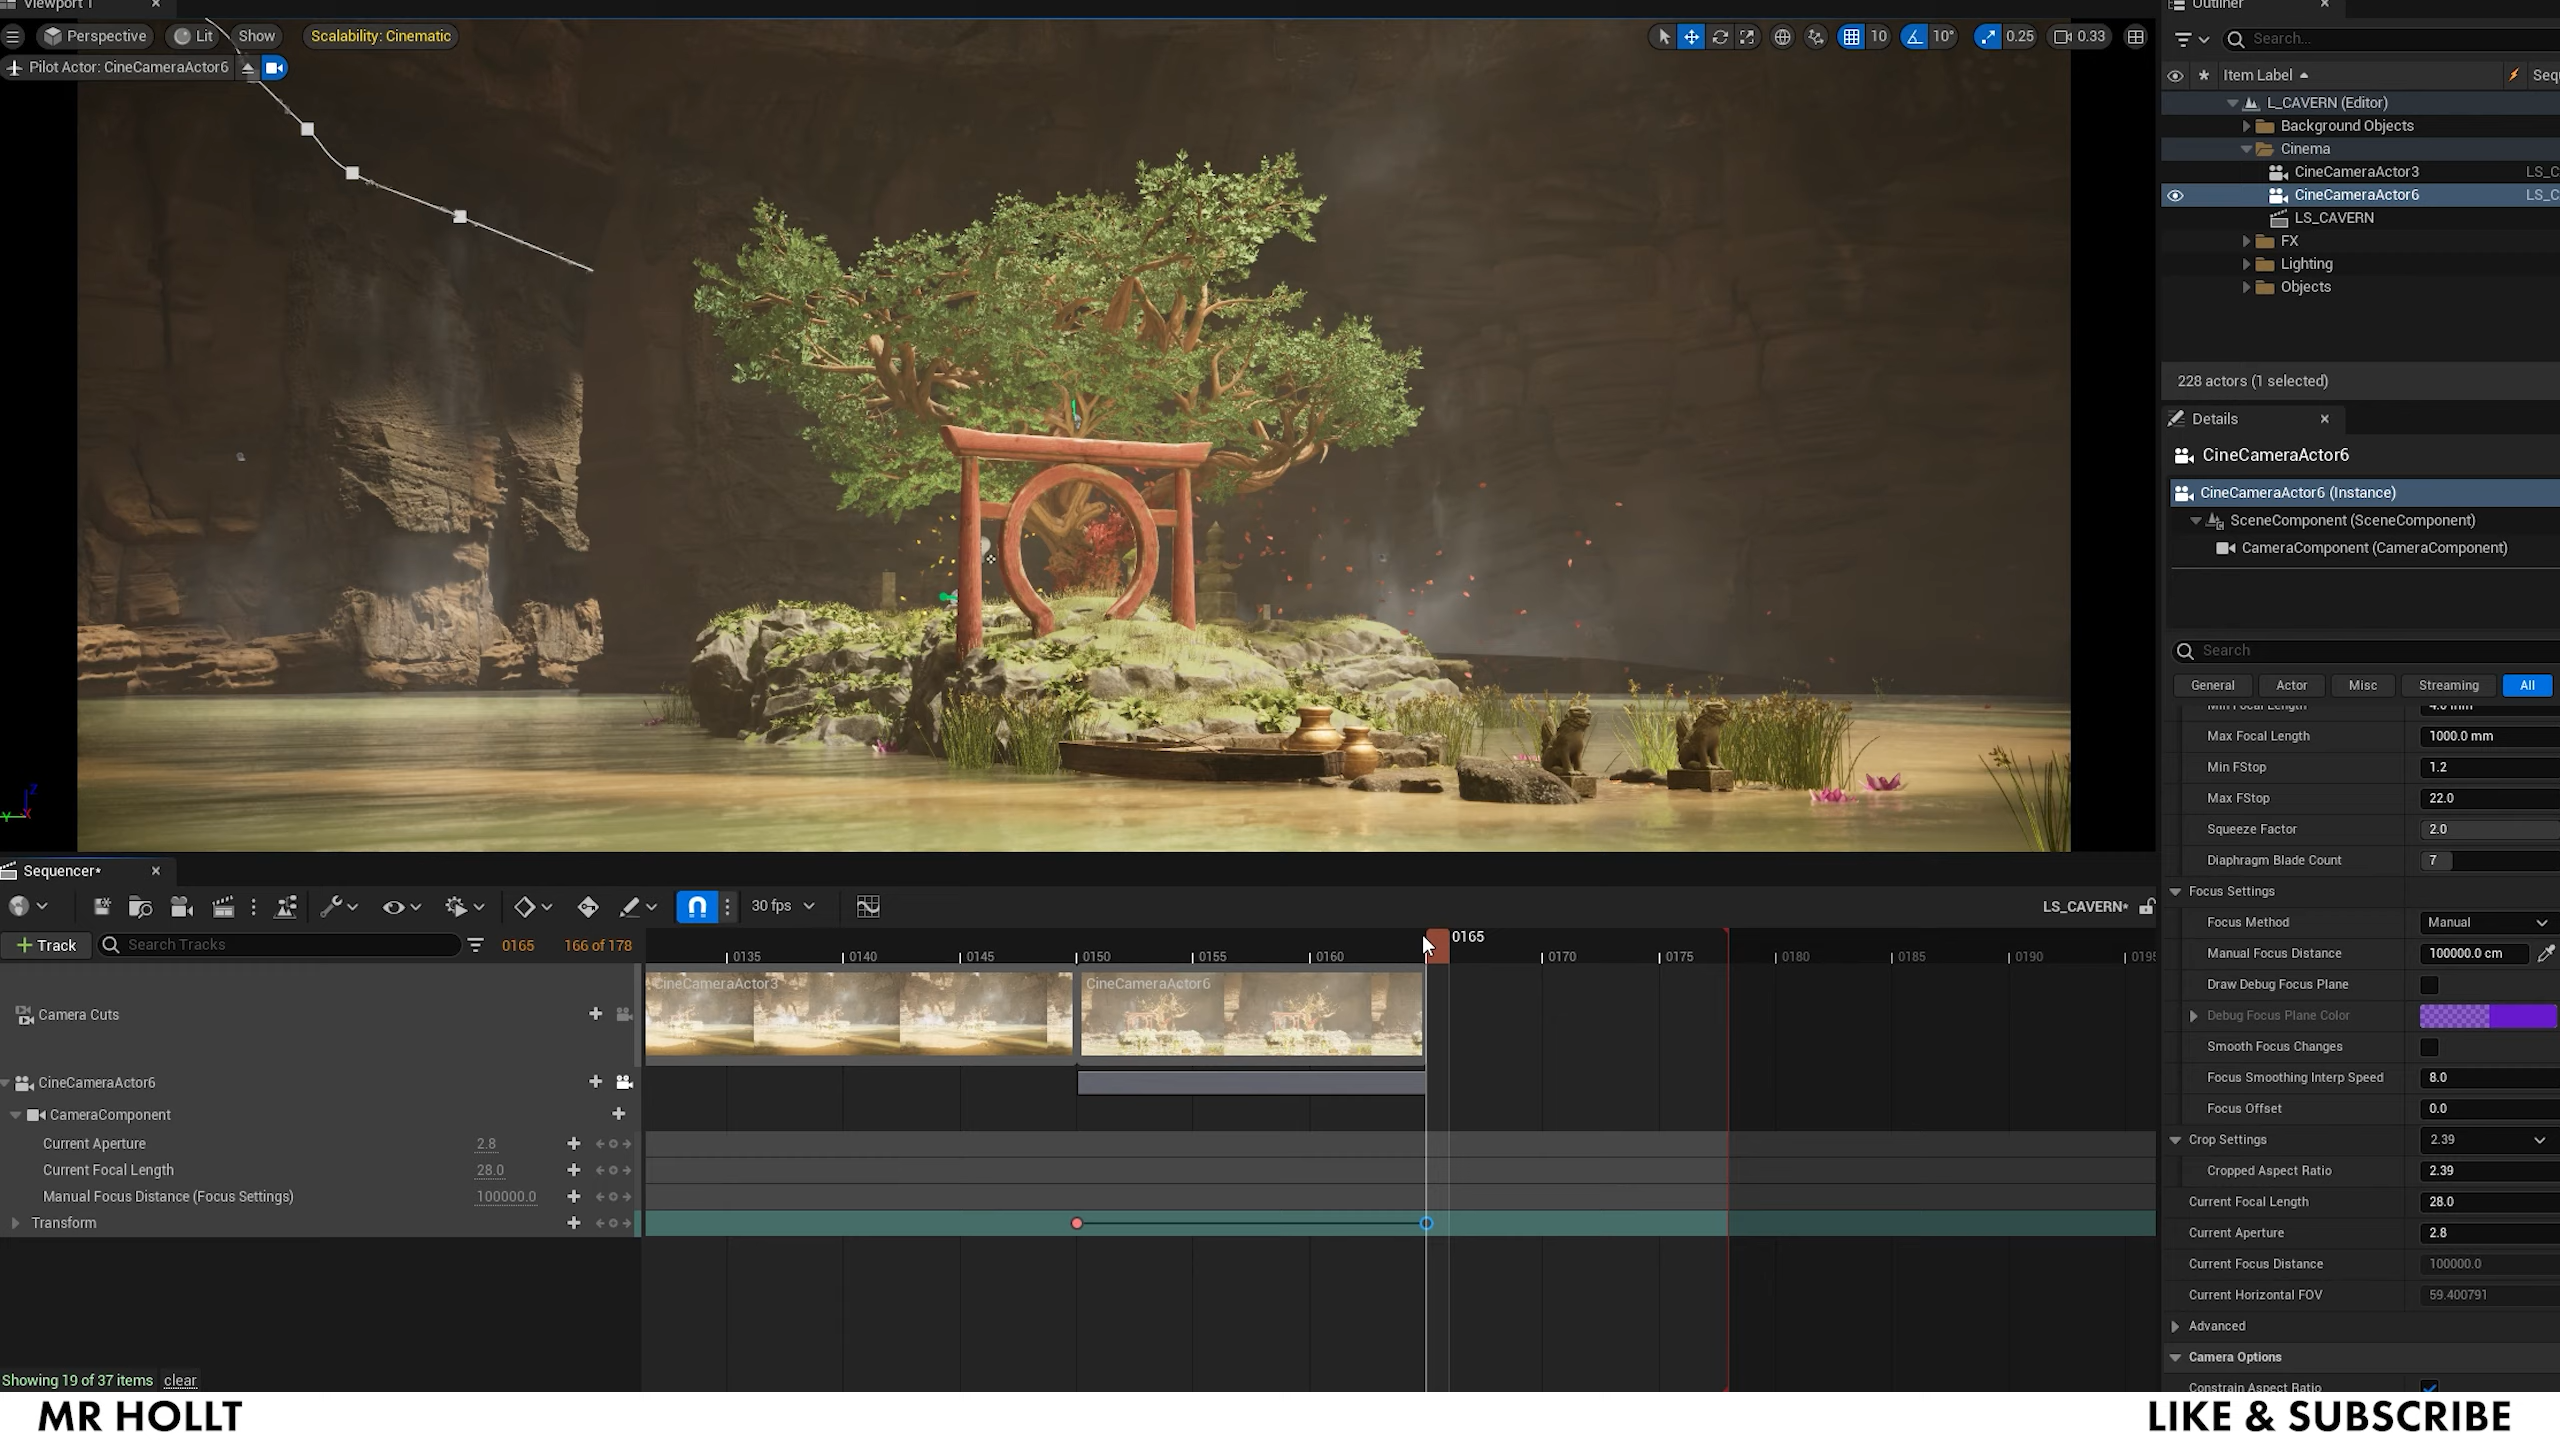 Viewport 1
Perspective
Lit
Show
Scalability: Cinematic
10
10°
0.25
0.33
Pilot Actor: CineCameraActor6
Outliner
Search...
Item Label
Seq
L_CAVERN (Editor)
Background Objects
Cinema
CineCameraActor3
LS_C
CineCameraActor6
LS_C
LS_CAVERN
FX
Lighting
Objects
228 actors (1 selected)
Details
CineCameraActor6
CineCameraActor6 (Instance)
SceneComponent (SceneComponent)
CameraComponent (CameraComponent)
Search
General
Actor
Misc
Streaming
All
Min Focal Length
4.0 mm
Max Focal Length
1000.0 mm
Min FStop
1.2
Max FStop
22.0
Squeeze Factor
2.0
Diaphragm Blade Count
7
Focus Settings
Focus Method
Manual
Manual Focus Distance
100000.0 cm
Draw Debug Focus Plane
Debug Focus Plane Color
Smooth Focus Changes
Focus Smoothing Interp Speed
8.0
Focus Offset
0.0
Crop Settings
2.39
Cropped Aspect Ratio
2.39
Current Focal Length
28.0
Current Aperture
2.8
Current Focus Distance
100000.0
Current Horizontal FOV
59.400791
Advanced
Camera Options
Constrain Aspect Ratio
Z
Y
X
Sequencer*
30 fps
LS_CAVERN*
+ Track
Search Tracks
0165
166 of 178
0165
0135
0140
0145
0150
0155
0160
0170
0175
0180
0185
0190
0195
Camera Cuts
CineCameraActor3
CineCameraActor6
CineCameraActor6
CameraComponent
Current Aperture
2.8
Current Focal Length
28.0
Manual Focus Distance (Focus Settings)
100000.0
Transform
Showing 19 of 37 items
clear
MR HOLLT
LIKE & SUBSCRIBE